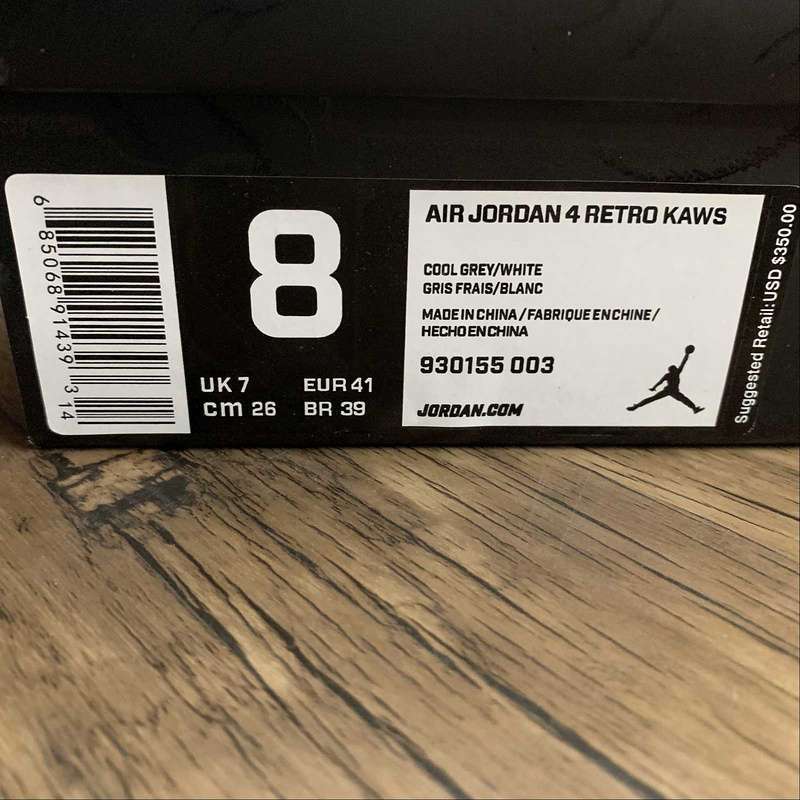 6 85068 91439 3 14
8
UK 7 EUR 41
cm 26 BR 39
AIR JORDAN 4 RETRO KAWS
COOL GREY/WHITE
GRIS FRAIS/BLANC
MADE IN CHINA / FABRIQUE EN CHINE /
HECHO EN CHINA
930155 003
JORDAN.COM
Suggested Retail: USD $350.00